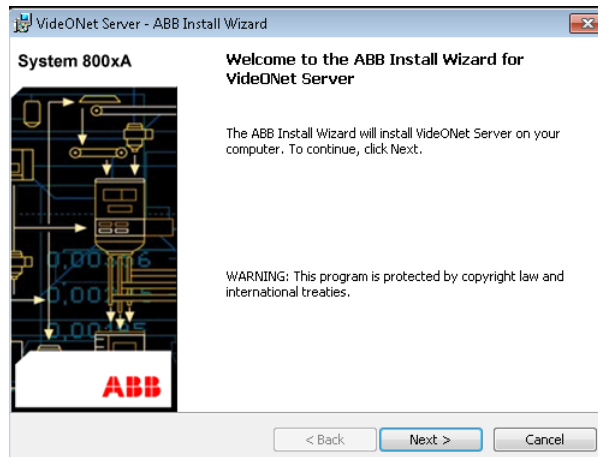 VideONet Server - ABB Install Wizard
System 800xA
Welcome to the ABB Install Wizard for
VideONet Server
The ABB Install Wizard will install VideONet Server on your
computer. To continue, click Next.
WARNING: This program is protected by copyright law and
international treaties.
ABB
< Back
Next >
Cancel